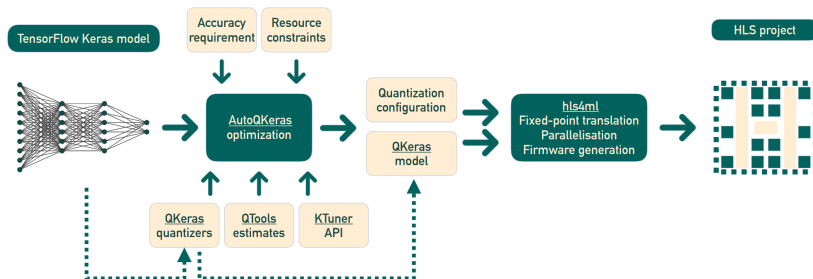 TensorFlow Keras model
Accuracy
requirement
Resource
constraints
AutoQKeras
optimization
QKeras
quantizers
QTools
estimates
KTuner
API
Quantization
configuration
QKeras
model
hls4ml
Fixed-point translation
Parallelisation
Firmware generation
HLS project